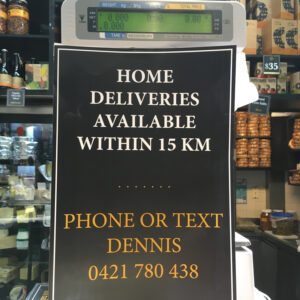 HOME
DELIVERIES
AVAILABLE
WITHIN 15 KM
.......
PHONE OR TEXT
DENNIS
0421 780 438
$35